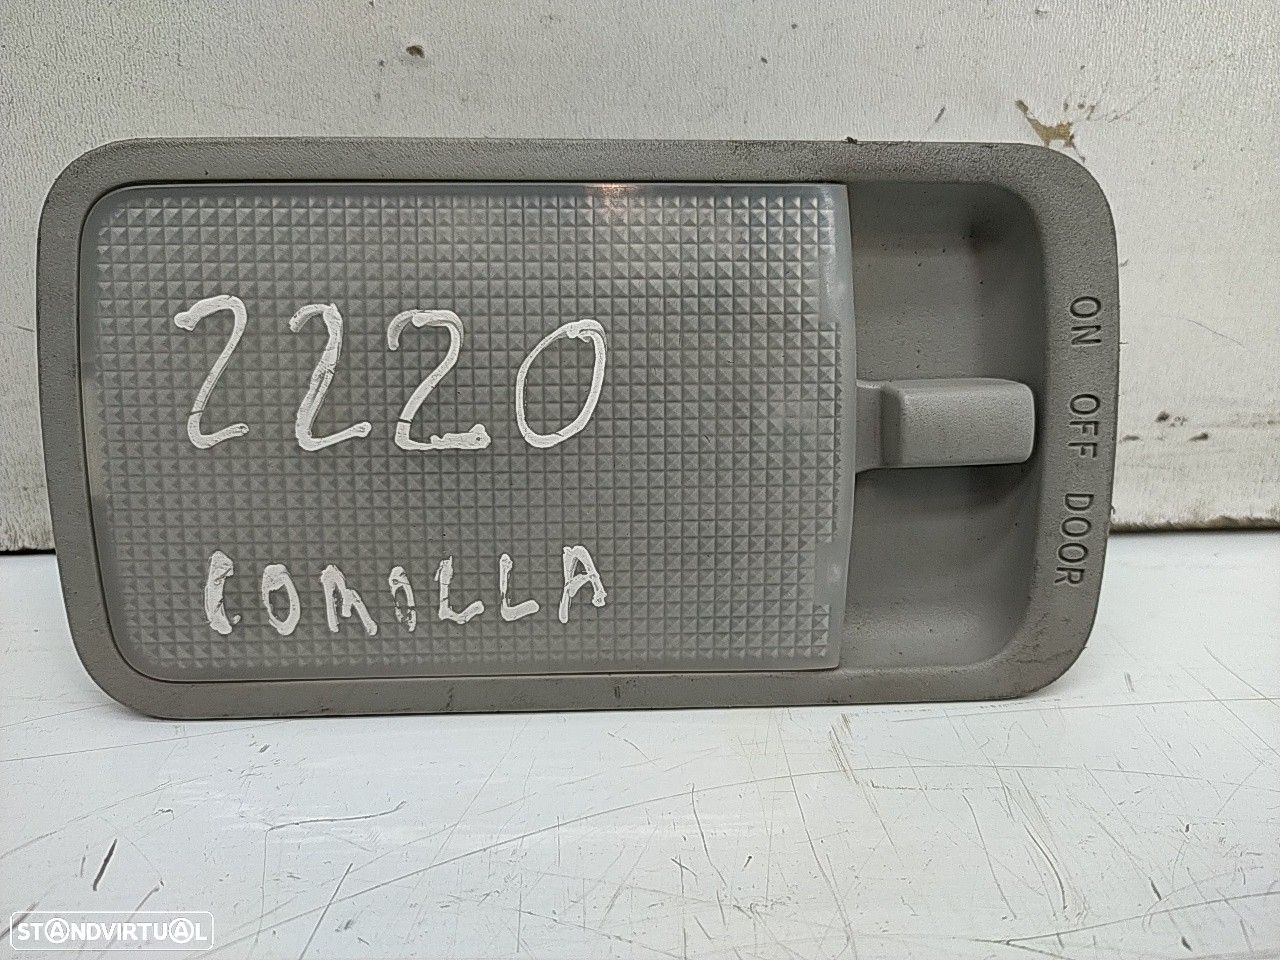 2220
COROLLA
ON OFF DOOR
STANDVIRTUAL